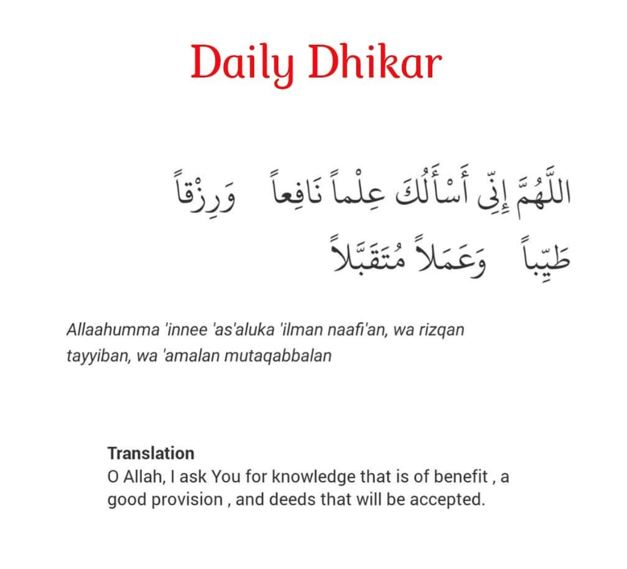 Daily Dhikar
اللَّهُمَّ إِنِّي أَسْأَلُكَ عِلْماً نَافِعاً وَرِزْقاً
طَيِّباً وَعَمَلاً مُتَقَبَّلاً
Allaahumma 'innee 'as'aluka 'ilman naafi'an, wa rizqan
tayyiban, wa 'amalan mutaqabbalan
Translation
O Allah, I ask You for knowledge that is of benefit , a
good provision , and deeds that will be accepted.